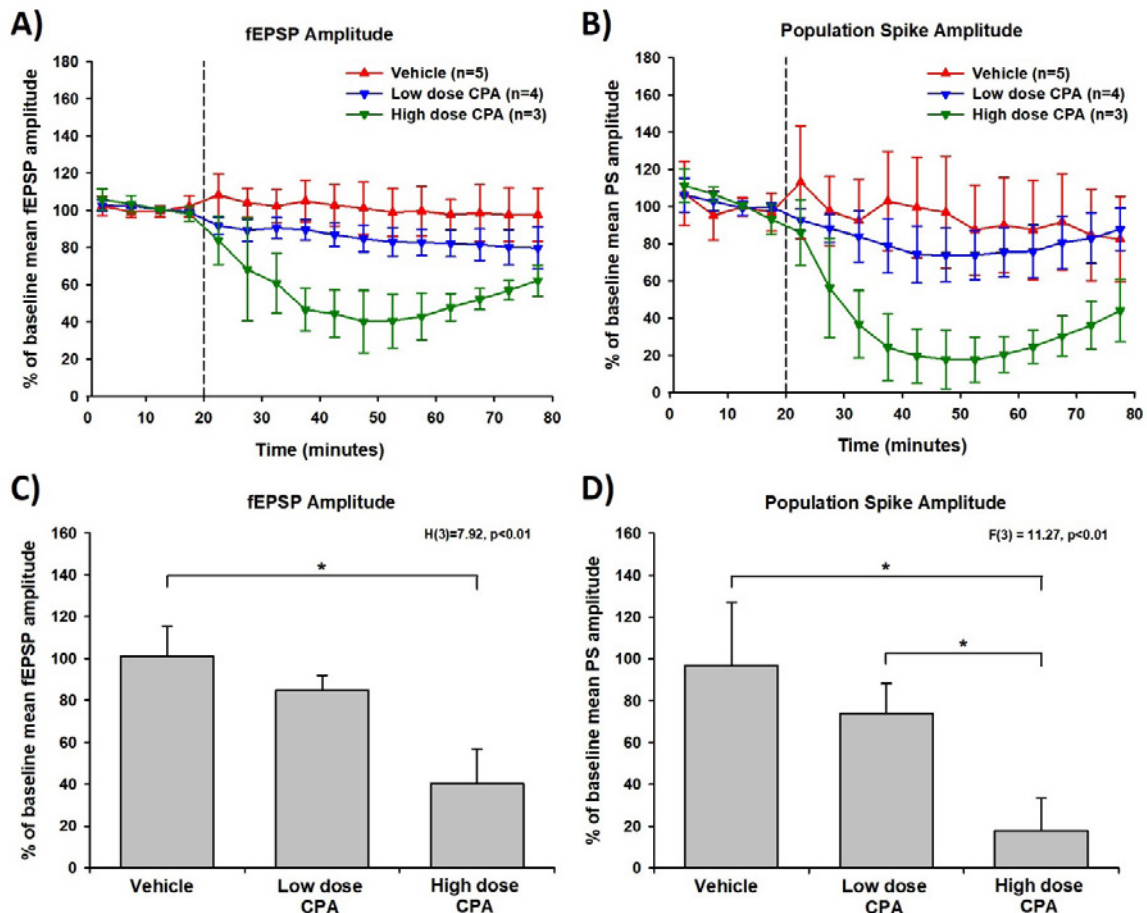 A)
fEPSP Amplitude
% of baseline mean fEPSP amplitude
180
160
140
120
100
80
60
40
20
0
Vehicle (n=5)
Low dose CPA (n=4)
High dose CPA (n=3)
0 10 20 30 40 50 60 70 80
Time (minutes)
B)
Population Spike Amplitude
% of baseline mean PS amplitude
180
160
140
120
100
80
60
40
20
0
Vehicle (n=5)
Low dose CPA (n=4)
High dose CPA (n=3)
0 10 20 30 40 50 60 70 80
Time (minutes)
C)
fEPSP Amplitude
% of baseline mean fEPSP amplitude
160
140
120
100
80
60
40
20
0
H(3)=7.92, p<0.01
*
Vehicle
Low dose
CPA
High dose
CPA
D)
Population Spike Amplitude
% of baseline mean PS amplitude
160
140
120
100
80
60
40
20
0
F(3) = 11.27, p<0.01
*
*
Vehicle
Low dose
CPA
High dose
CPA